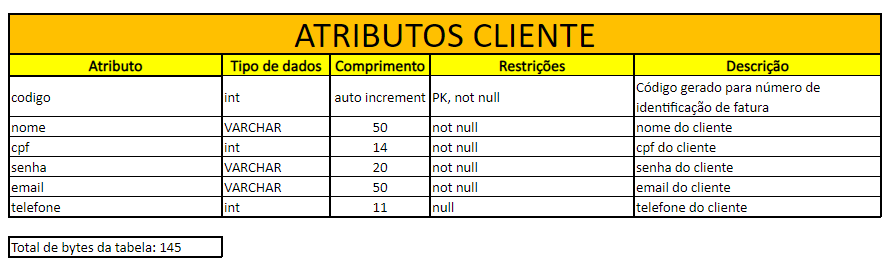 ATRIBUTOS CLIENTE
Atributo Tipo de dados Comprimento Restrições Descrição
codigo int auto increment PK, not null Código gerado para número de
identificação de fatura
nome VARCHAR 50 not null nome do cliente
cpf int 14 not null cpf do cliente
senha VARCHAR 20 not null senha do cliente
email VARCHAR 50 not null email do cliente
telefone int 11 null telefone do cliente
Total de bytes da tabela: 145